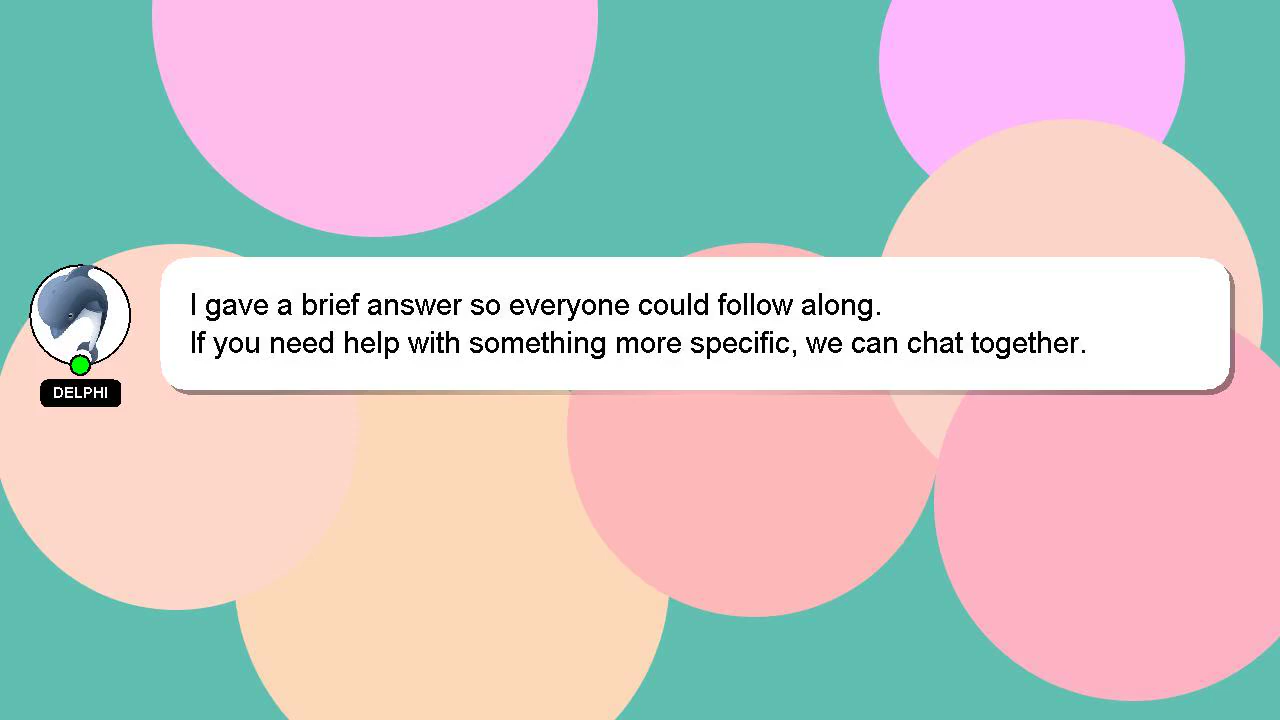 I gave a brief answer so everyone could follow along.
If you need help with something more specific, we can chat together.
DELPHI